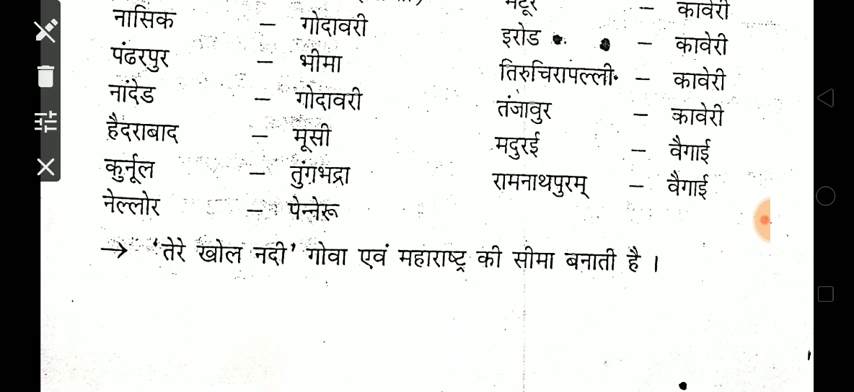 मेटूर – कावेरी
नासिक – गोदावरी
इरोड – कावेरी
पंढरपुर – भीमा
तिरुचिरापल्ली – कावेरी
नांदेड – गोदावरी
तंजावुर – कावेरी
हैदराबाद – मूसी
मदुरई – वैगाई
कुर्नूल – तुंगभद्रा
रामनाथपुरम् – वैगाई
नेल्लोर – पेन्नेरू
→ 'तेरे खोल नदी' गोवा एवं महाराष्ट्र की सीमा बनाती है ।